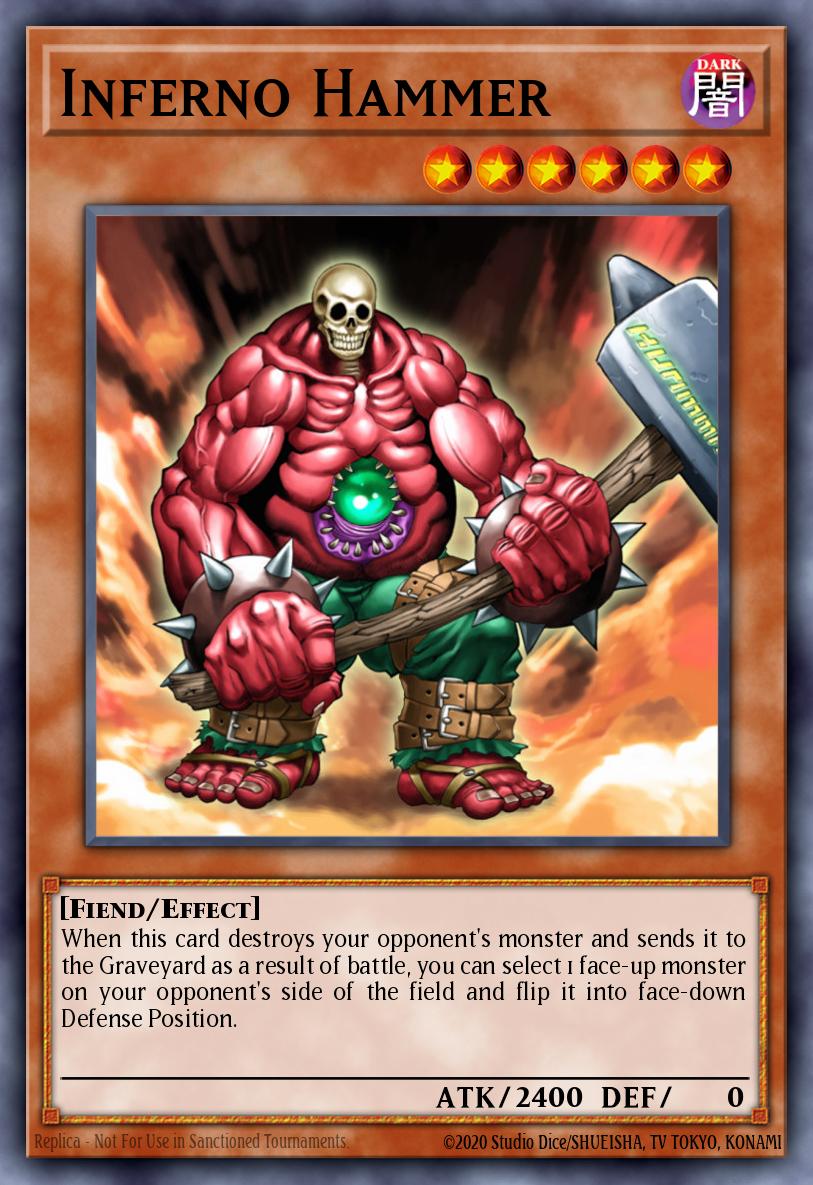 Inferno Hammer
DARK
闇
[Fiend/Effect]
When this card destroys your opponent's monster and sends it to
the Graveyard as a result of battle, you can select 1 face-up monster
on your opponent's side of the field and flip it into face-down
Defense Position.
ATK/2400 DEF/ 0
Replica - Not For Use in Sanctioned Tournaments.
©2020 Studio Dice/SHUEISHA, TV TOKYO, KONAMI